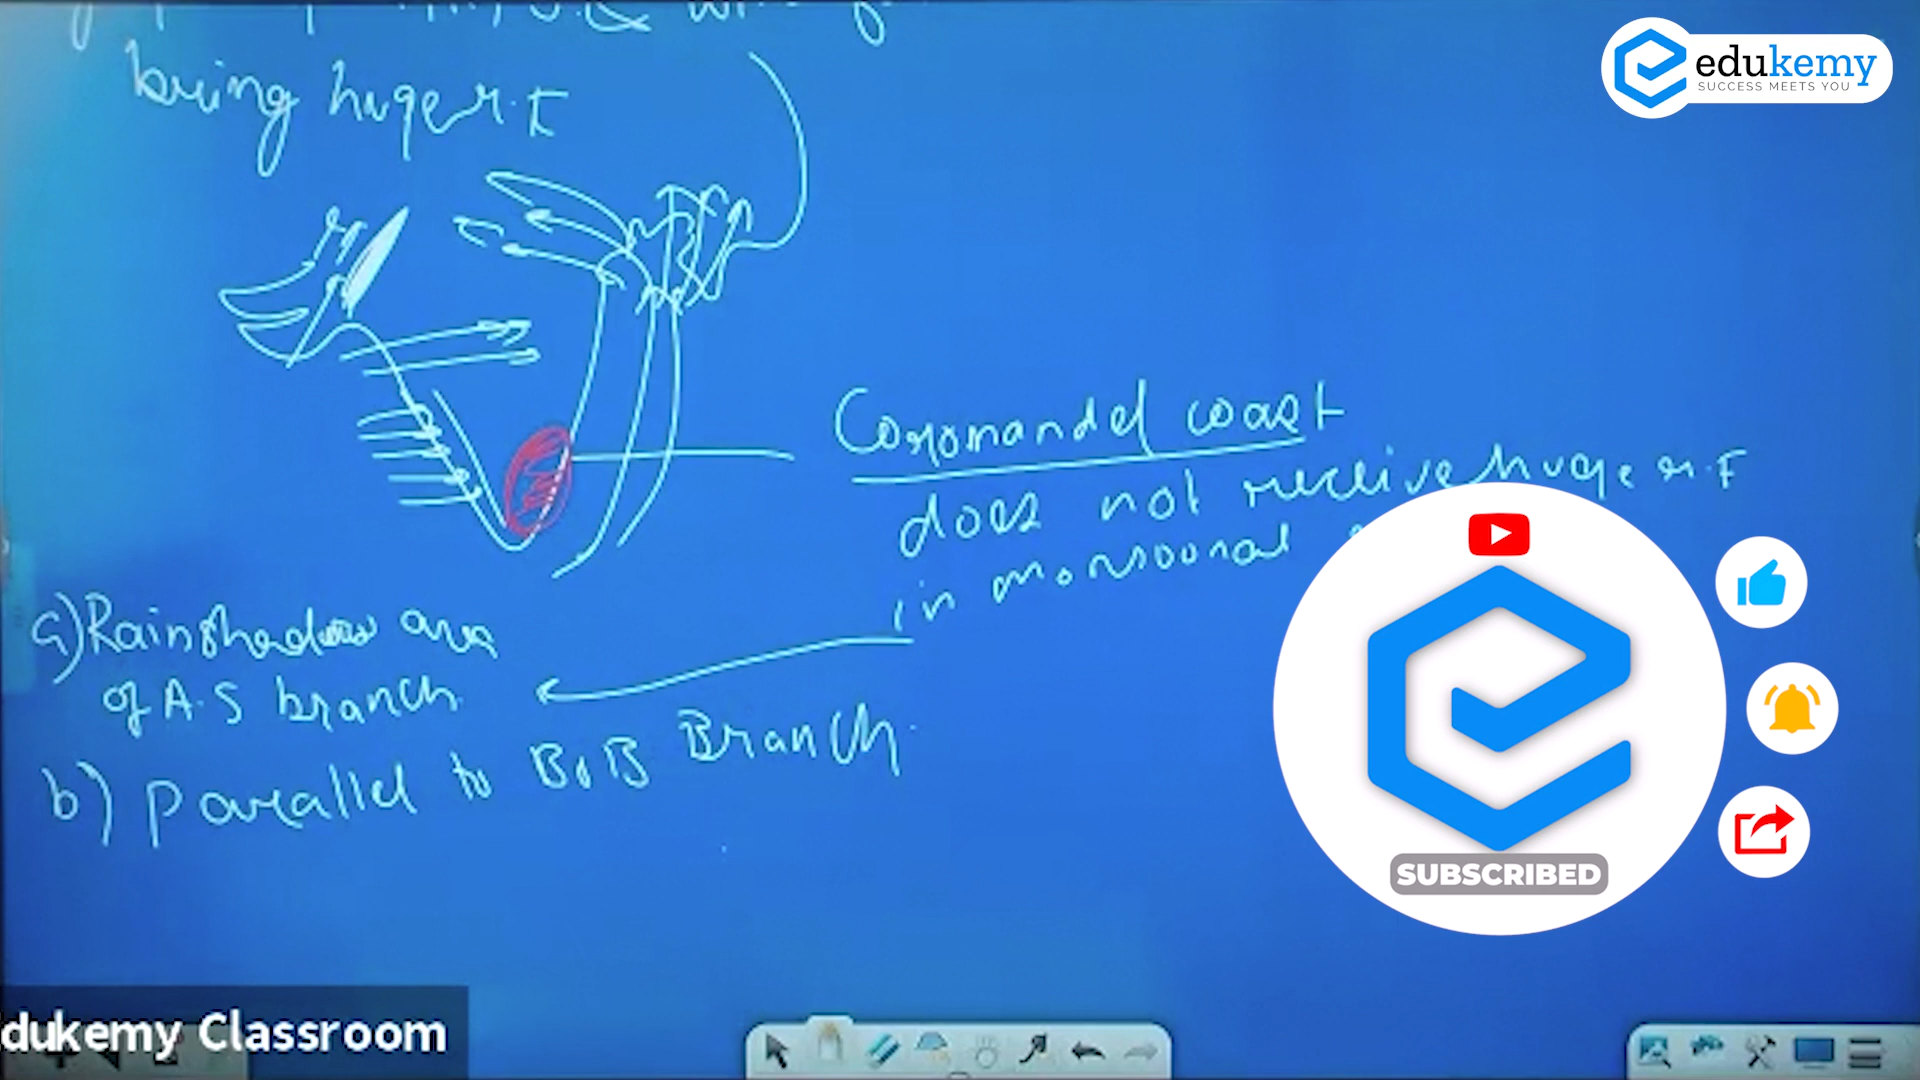 bring huge r.f
edukemy
SUCCESS MEETS YOU
Coromandel coast
does not receive huge r.f
in monsoonal
a) Rainshadow area
of A.S branch.
b) parallel to BoB Branch.
SUBSCRIBED
dukemy Classroom